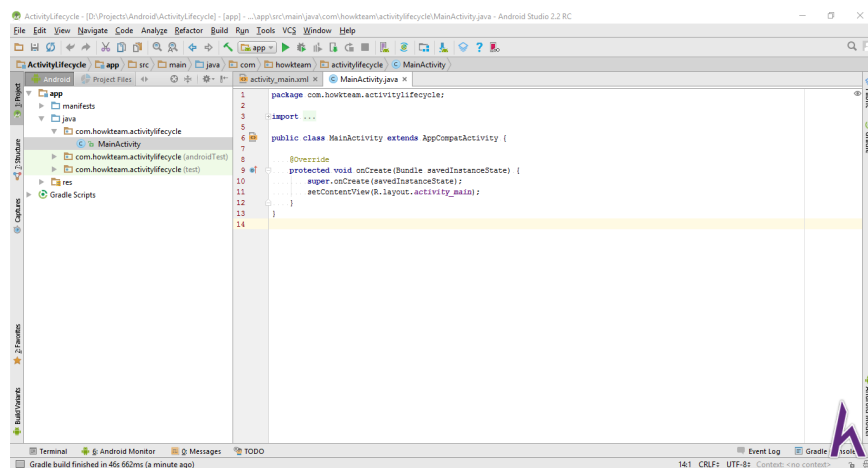 ActivityLifecycle - [D:\Projects\Android\ActivityLifecycle] - [app] - ...\app\src\main\java\com\howkteam\activitylifecycle\MainActivity.java - Android Studio 2.2 RC
File Edit View Navigate Code Analyze Refactor Build Run Tools VCS Window Help
app
ActivityLifecycle app src main java com howkteam activitylifecycle MainActivity
Android Project Files activity_main.xml MainActivity.java
1: Project
2: Structure
Captures
2: Favorites
Build Variants
app
manifests
java
com.howkteam.activitylifecycle
MainActivity
com.howkteam.activitylifecycle (androidTest)
com.howkteam.activitylifecycle (test)
res
Gradle Scripts
1 package com.howkteam.activitylifecycle;
2
3 import ...
5
6 public class MainActivity extends AppCompatActivity {
7
8 @Override
9 protected void onCreate(Bundle savedInstanceState) {
10 super.onCreate(savedInstanceState);
11 setContentView(R.layout.activity_main);
12 }
13 }
14
Terminal 6: Android Monitor 0: Messages TODO Event Log Gradle
Gradle build finished in 46s 662ms (a minute ago) 14:1 CRLF UTF-8 Context: <no context>